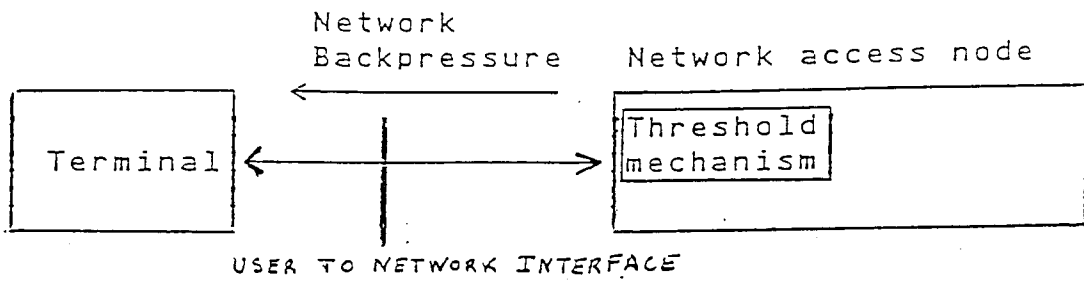 Network
Backpressure
Network access node
Terminal
Threshold
mechanism
USER TO NETWORK INTERFACE